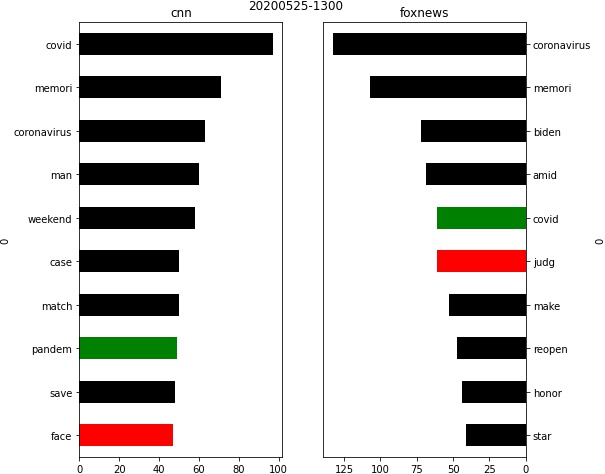 20200525-1300
cnn
foxnews
covid
memori
coronavirus
man
weekend
case
match
pandem
save
face
0
0 20 40 60 80 100
coronavirus
memori
biden
amid
covid
judg
make
reopen
honor
star
0
125 100 75 50 25 0